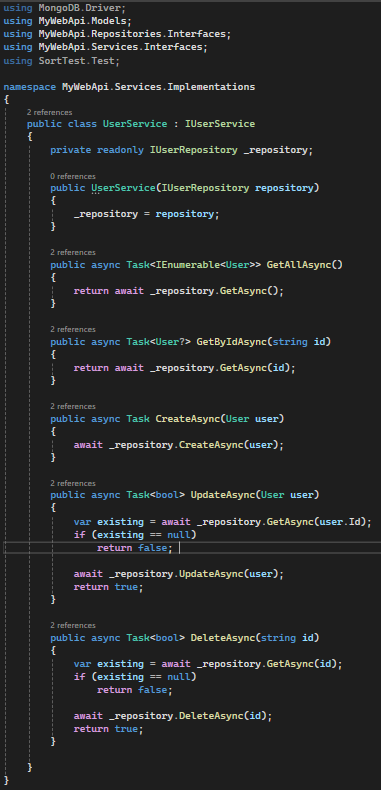 using MongoDB.Driver;
using MyWebApi.Models;
using MyWebApi.Repositories.Interfaces;
using MyWebApi.Services.Interfaces;
using SortTest.Test;

namespace MyWebApi.Services.Implementations
{
    2 references
    public class UserService : IUserService
    {
        private readonly IUserRepository _repository;

        0 references
        public UserService(IUserRepository repository)
        {
            _repository = repository;
        }

        2 references
        public async Task<IEnumerable<User>> GetAllAsync()
        {
            return await _repository.GetAsync();
        }

        2 references
        public async Task<User?> GetByIdAsync(string id)
        {
            return await _repository.GetAsync(id);
        }

        2 references
        public async Task CreateAsync(User user)
        {
            await _repository.CreateAsync(user);
        }

        2 references
        public async Task<bool> UpdateAsync(User user)
        {
            var existing = await _repository.GetAsync(user.Id);
            if (existing == null)
                return false;

            await _repository.UpdateAsync(user);
            return true;
        }

        2 references
        public async Task<bool> DeleteAsync(string id)
        {
            var existing = await _repository.GetAsync(id);
            if (existing == null)
                return false;

            await _repository.DeleteAsync(id);
            return true;
        }

    }
}